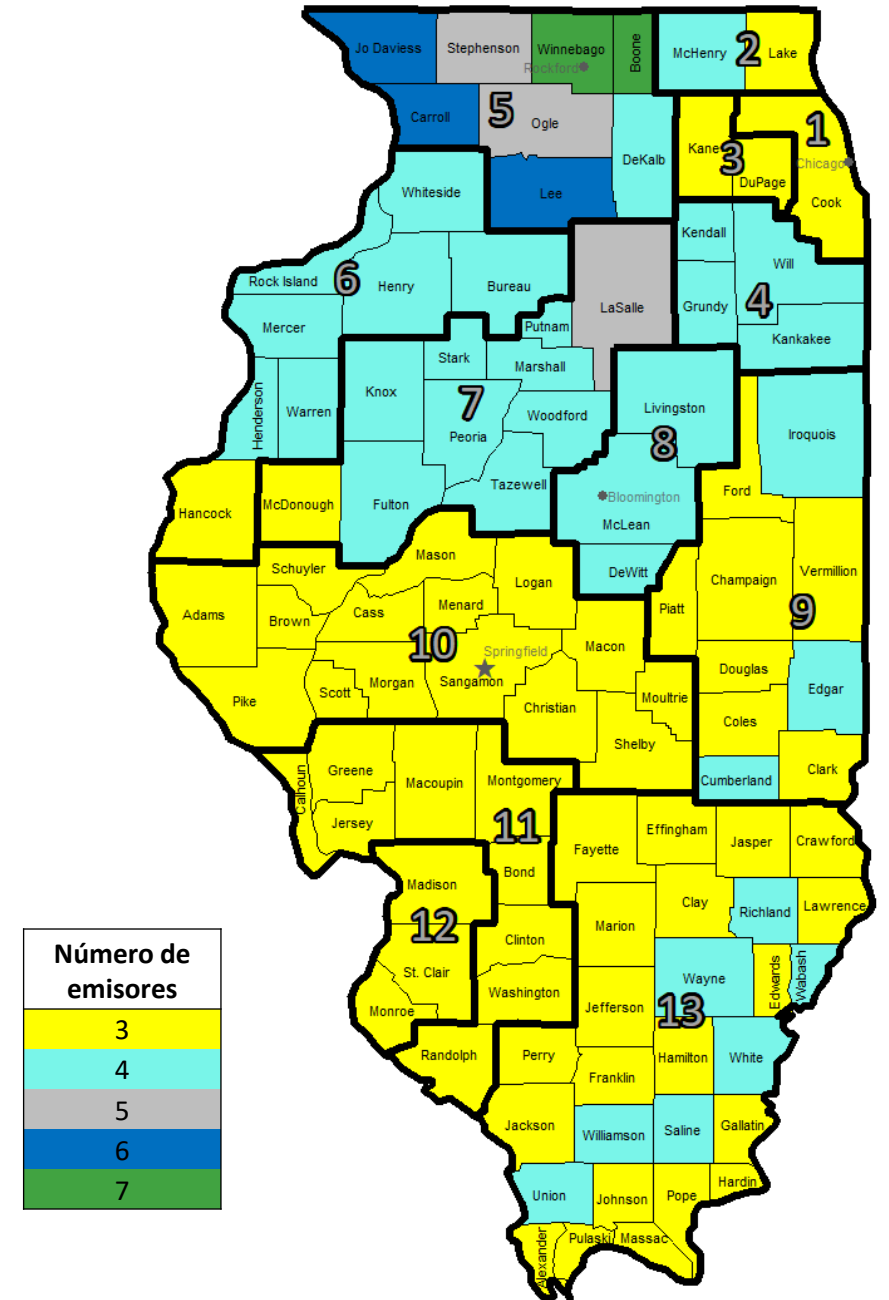 Jo Daviess
Stephenson
Winnebago
Boone
McHenry
2
Lake
Rockford
Carroll
5
Ogle
1
Kane
3
Chicago
DeKalb
DuPage
Lee
Whiteside
Cook
Kendall
Will
Rock Island
6
Henry
Bureau
LaSalle
Grundy
4
Mercer
Putnam
Kankakee
Stark
Marshall
Knox
7
Henderson
Warren
Woodford
Livingston
Peoria
8
Iroquois
Tazewell
Ford
Bloomington
Hancock
McDonough
Fulton
McLean
Mason
Schuyler
DeWitt
Vermillion
Logan
Champaign
Adams
Cass
Menard
Piatt
9
Brown
10
Springfield
Macon
Douglas
Scott
Morgan
Sangamon
Moultrie
Edgar
Pike
Christian
Coles
Shelby
Calhoun
Greene
Macoupin
Montgomery
Cumberland
Clark
Jersey
11
Effingham
Jasper
Crawford
Fayette
Bond
Madison
Clay
Richland
Lawrence
12
Marion
Clinton
St. Clair
Wayne
Edwards
Wabash
Washington
Monroe
Jefferson
13
Randolph
Perry
Hamilton
White
Franklin
Jackson
Williamson
Saline
Gallatin
Union
Johnson
Pope
Hardin
Alexander
Pulaski
Massac
Número de
emisores
3
4
5
6
7